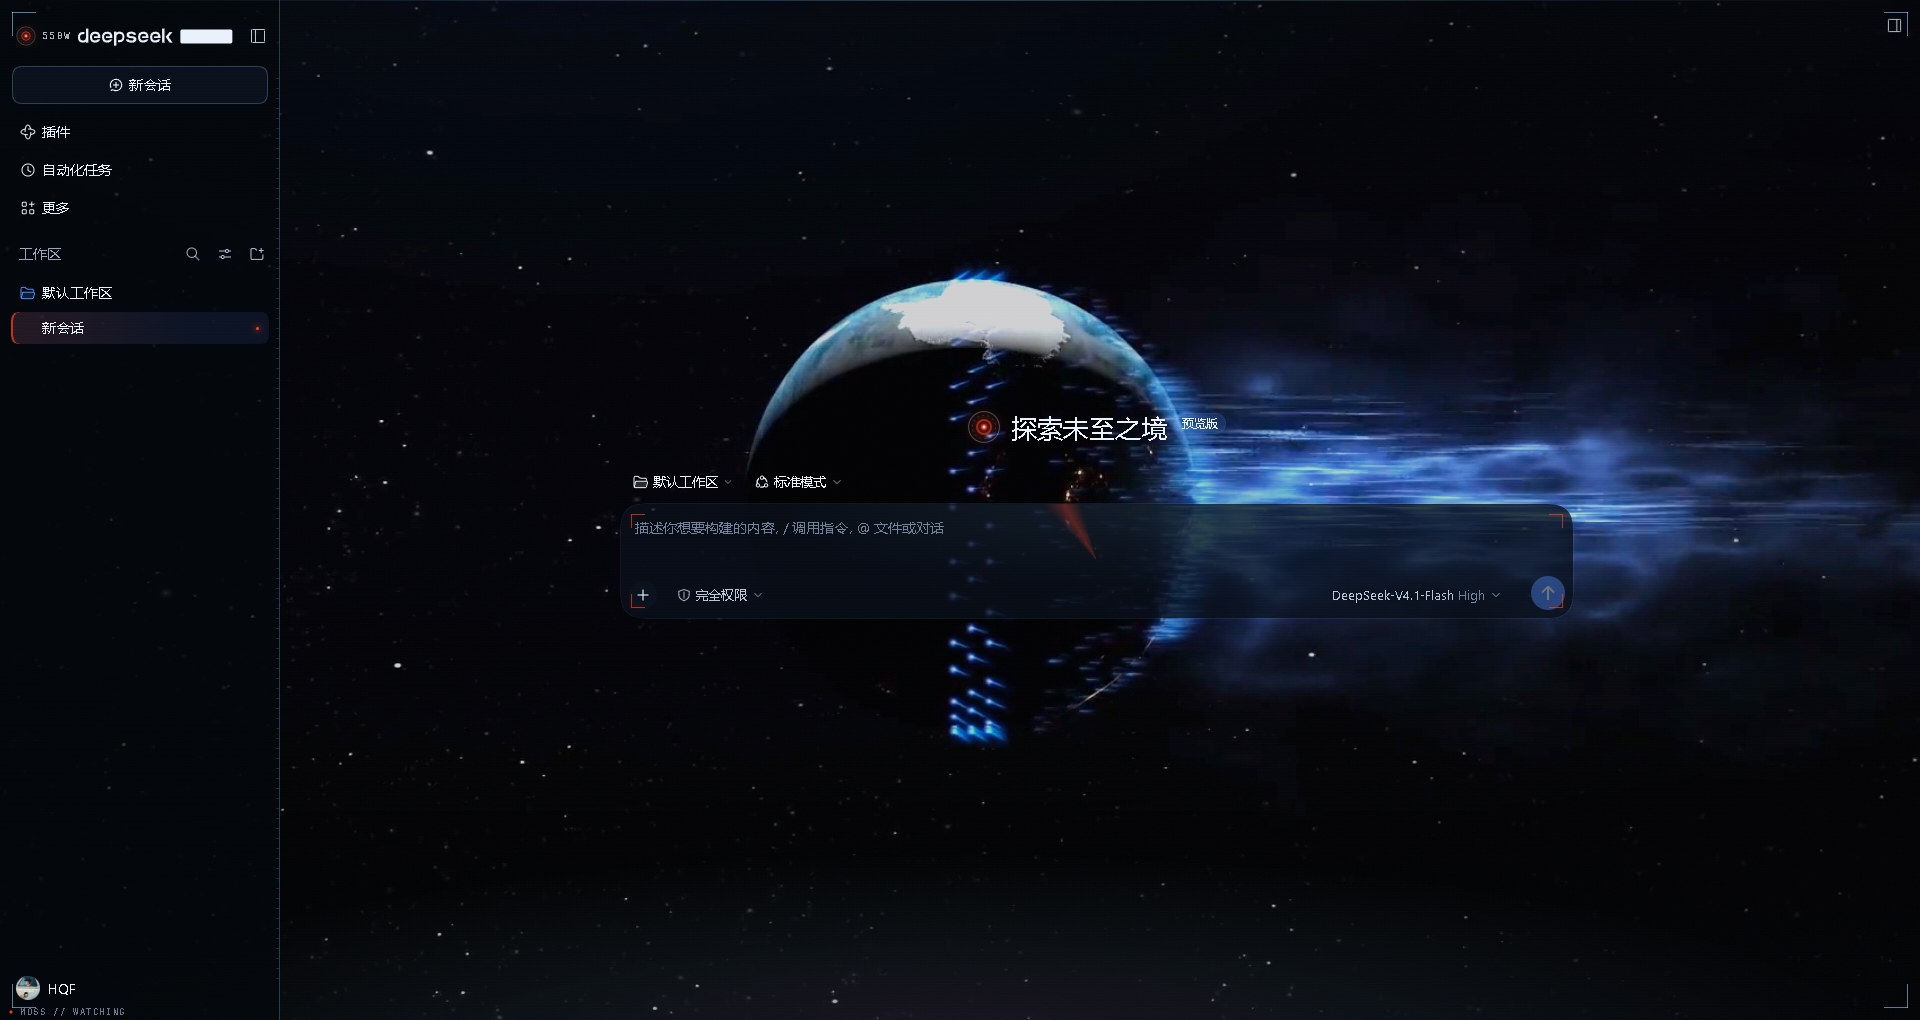 55BW deepseek
新会话
插件
自动化任务
更多
工作区
默认工作区
新会话
探索未至之境 预览版
默认工作区 标准模式
描述你想要构建的内容, / 调用指令, @ 文件或对话
完全权限 DeepSeek-V4.1-Flash High
HQF
MOSS // WATCHING